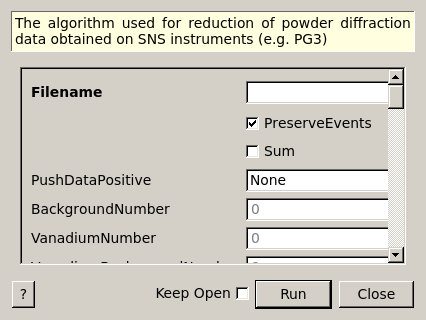 The algorithm used for reduction of powder diffraction
data obtained on SNS instruments (e.g. PG3)
Filename
PreserveEvents
Sum
PushDataPositive None
BackgroundNumber 0
VanadiumNumber 0
? Keep Open Run Close